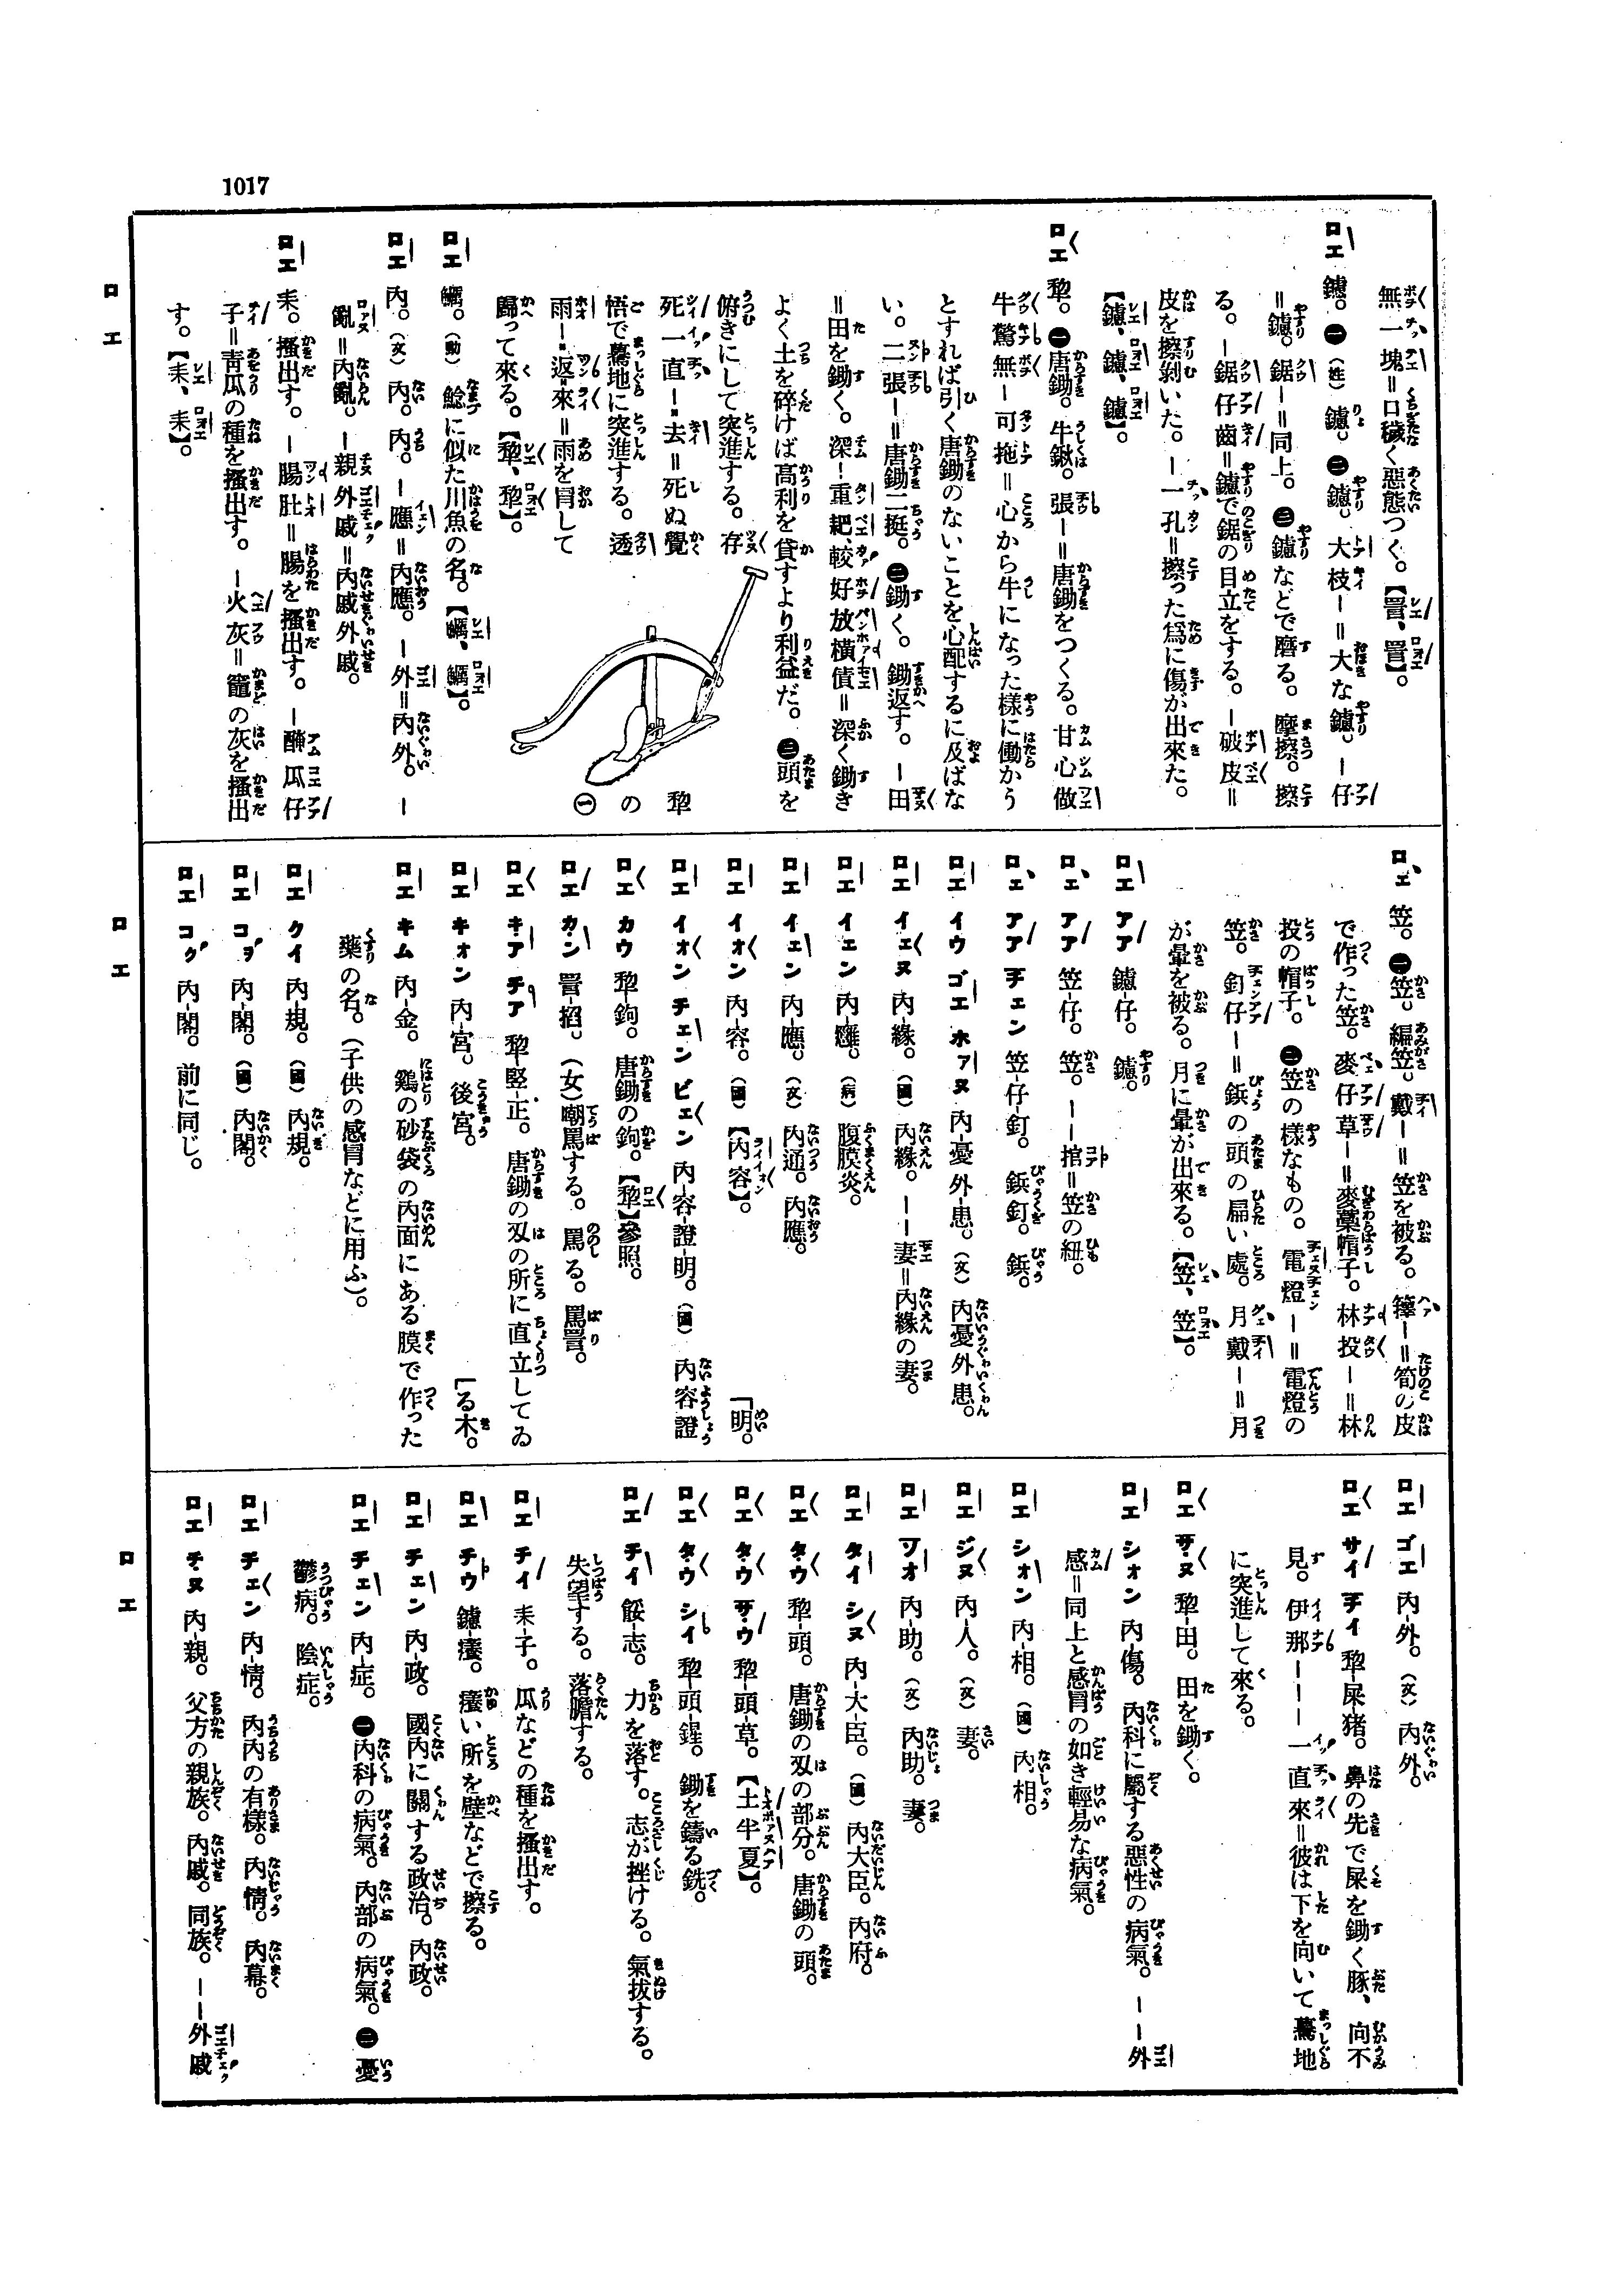 1017
無一塊＝口穢く惡態つく。【詈、詈】。
ロエ 鑢。㊀(姓)鑢。㊁鑢。大枝ー＝大な鑢。ー仔
＝鑢。鋸ー＝同上。㊂鑢などで磨る。摩擦。擦
る。ー鋸仔齒＝鑢で鋸の目立をする。ー破皮＝
皮を擦剝いた。ー一孔＝擦った爲に傷が出來た。
【鑢、鑢、鑢】。
ロエ 犂。㊀唐鋤。牛鍬。張ー＝唐鋤をつくる。甘心做
牛驚無ー可拖＝心から牛になった樣に働かう
とすれば引く唐鋤のないことを心配するに及ばな
い。二張ー＝唐鋤二挺。㊁鋤く。鋤返す。ー田
＝田を鋤く。深ー重耙、較好放橫債＝深く鋤き
よく土を碎けば高利を貸すより利益だ。㊂頭を
俯きにして突進する。存
死一直ー去＝死ぬ覺
悟で驀地に突進する。透
雨ー返來＝雨を冐して
歸って來る。【犂、犂】。
犂の㊀
ロエ 鱺。(動)鯰に似た川魚の名。【鱺、鱺】。
ロエ 內。(文)內。內。ー應＝內應。ー外＝內外。ー
亂＝內亂。ー親外戚＝內戚外戚。
ロエ 耒。搔出す。ー腸肚＝腸を搔出す。ー醃瓜仔
子＝靑瓜の種を搔出す。ー火灰＝竈の灰を搔出
す。【耒、耒】。
ロエ
ロエ 笠。㊀笠。編笠。戴ー＝笠を被る。籜ー＝筍の皮
で作った笠。麥仔草ー＝麥藁帽子。林投ー＝林
投の帽子。㊁笠の樣なもの。電燈ー＝電燈の
笠。釘仔ー＝鋲の頭の扁い處。月戴ー＝月
が暈を被る。月に暈が出來る。【笠、笠】。
ロエ アア 鑢-仔。鑢。
ロエ アア 笠-仔。笠。ーー捾＝笠の紐。
ロエ アア チェン 笠-仔-釘。鋲釘。鋲。
ロエ イウ ゴエ ホァヌ 內-憂外-患。(文)內憂外患。
ロエ イェヌ 內-緣。(國)內緣。ーー妻＝內緣の妻。
ロエ イェン 內-癰。(病)腹膜炎。
ロエ イェン 內-應。(文)內通。內應。
ロエ イォン 內-容。(國)【內容】。
ロエ イォン チェン ビェン 內-容-證-明。(國)內容證
「明。
ロエ カウ 犂-鉤。唐鋤の鉤。【犂】參照。
ロエ カン 詈-掐。(女)嘲罵する。罵る。罵詈。
ロエ キア チア 犂-竪-正。唐鋤の刄の所に直立してゐ
「る木。
ロエ キォン 內-宮。後宮。
ロエ キム 內-金。鷄の砂袋の內面にある膜で作った
藥の名。(子供の感冒などに用ふ)。
ロエ クイ 內-規。(國)內規。
ロエ コヲ 內-閣。(國)內閣。
ロエ コク 內-閣。前に同じ。
ロエ
ロエ ゴエ 內-外。(文)內外。
ロエ サイ チイ 犂-屎-猪。鼻の先で屎を鋤く豚、向不
見。伊那ーーー一直來＝彼は下を向いて驀地
に突進して來る。
ロエ サヌ 犂-田。田を鋤く。
ロエ シォン 內-傷。內科に屬する惡性の病氣。ーー外
感＝同上と感冒の如き輕易な病氣。
ロエ シォン 內-相。(國)內相。
ロエ ジヌ 內-人。(文)妻。
ロエ ソオ 內-助。(文)內助。妻。
ロエ タイ シヌ 內-大-臣。(國)內大臣。內府。
ロエ タウ 犂-頭。唐鋤の刄の部分。唐鋤の頭。
ロエ タウ サウ 犂-頭-草。【土半夏】。
ロエ タウ シイ 犂-頭-鉎。鋤を鑄る銑。
ロエ チイ 餒-志。力を落す。志が挫ける。氣拔する。
失望する。落膽する。
ロエ チイ 耒-子。瓜などの種を搔出す。
ロエ チウ 鑢-癢。癢い所を壁などで擦る。
ロエ チェン 內-政。國內に關する政治。內政。
ロエ チェン 內-症。㊀內科の病氣。內部の病氣。㊁憂
鬱病。陰症。
ロエ チェン 內-情。內內の有樣。內情。內幕。
ロエ チヌ 內-親。父方の親族。內戚。同族。ーー外戚
ロエ